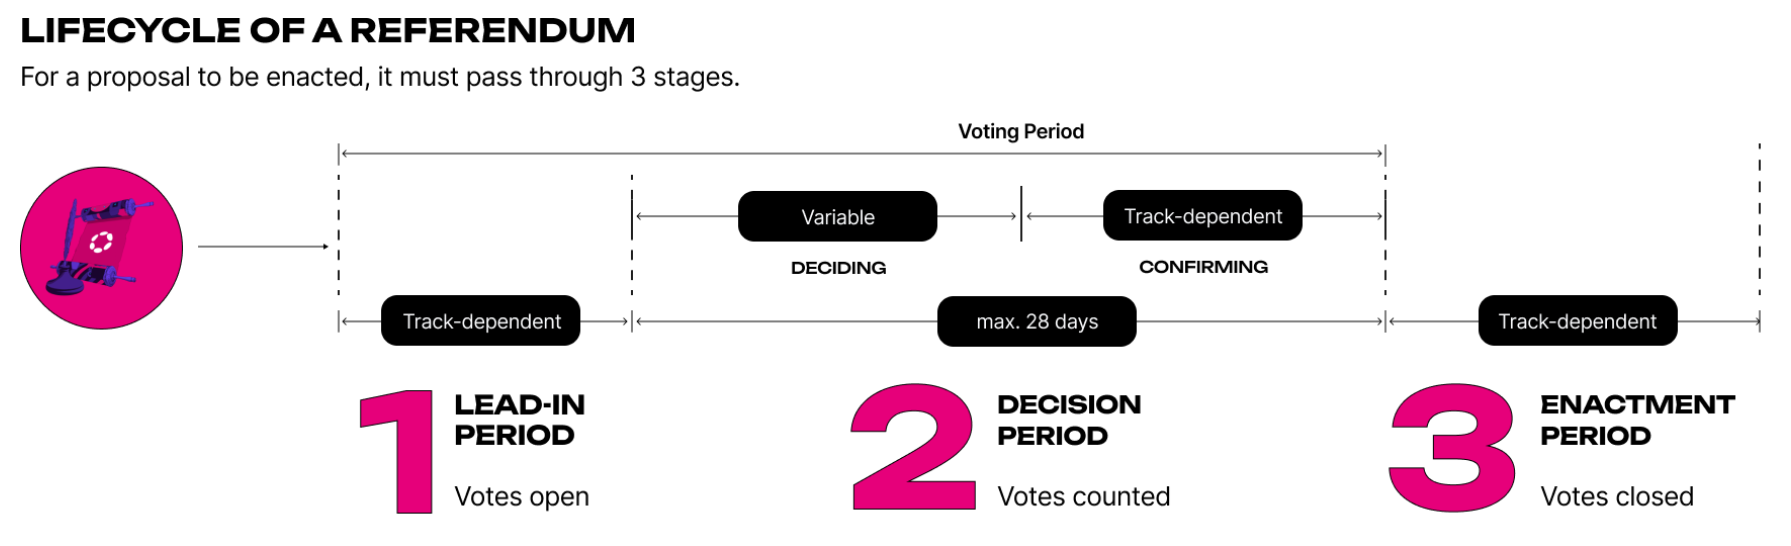 LIFECYCLE OF A REFERENDUM
For a proposal to be enacted, it must pass through 3 stages.
Voting Period
Variable
Track-dependent
DECIDING
CONFIRMING
Track-dependent
max. 28 days
Track-dependent
1
LEAD-IN
PERIOD
Votes open
2
DECISION
PERIOD
Votes counted
3
ENACTMENT
PERIOD
Votes closed